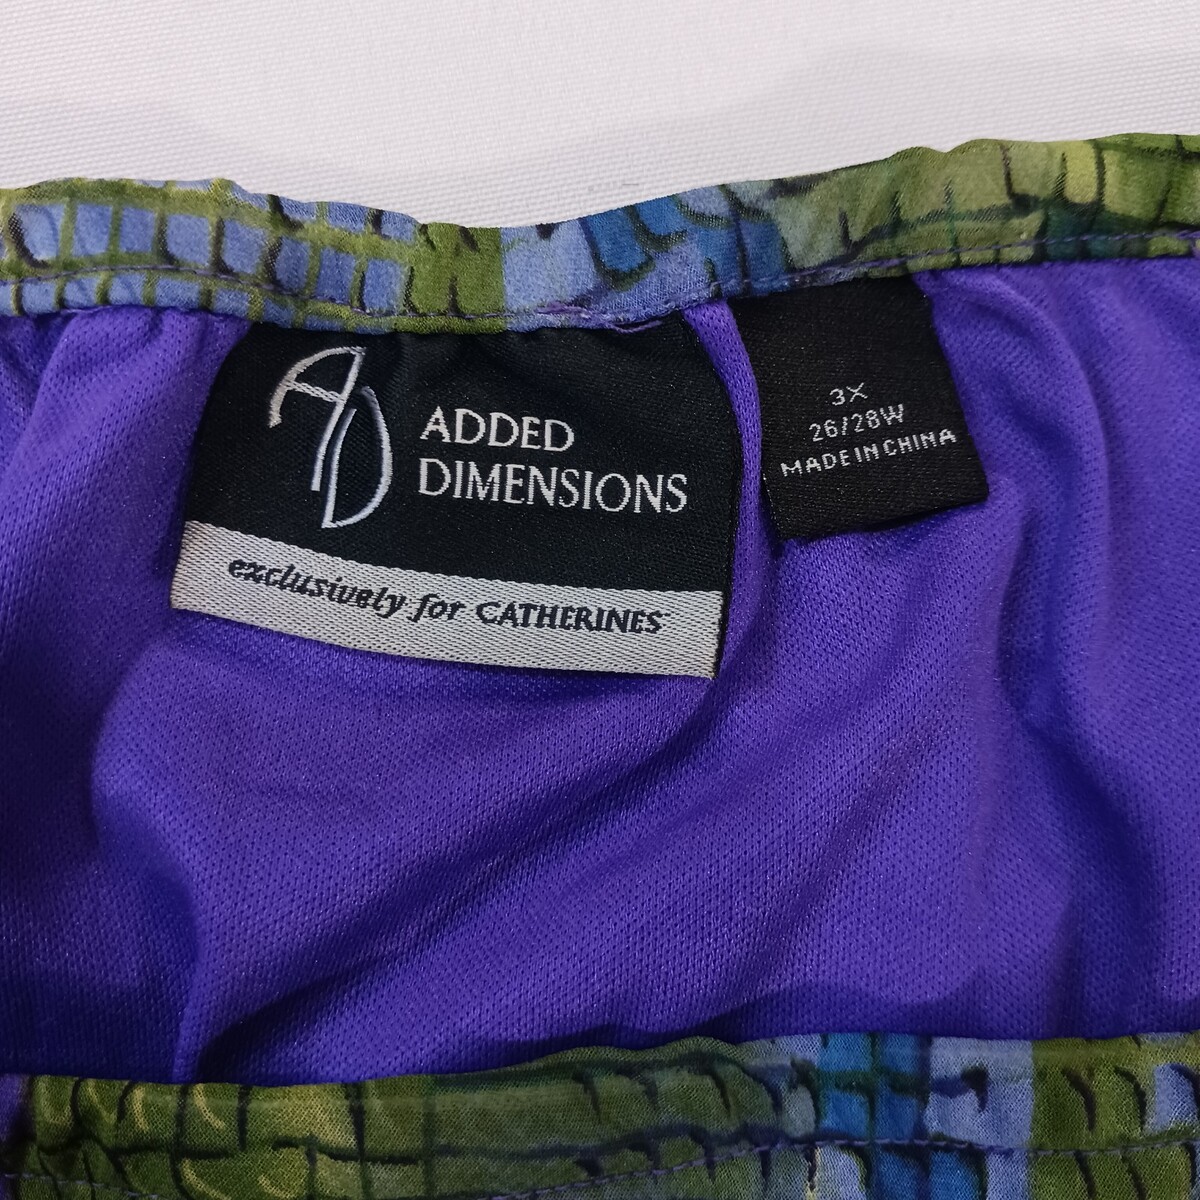 AD
ADDED
DIMENSIONS
exclusively for CATHERINES
3X
26/28W
MADE IN CHINA